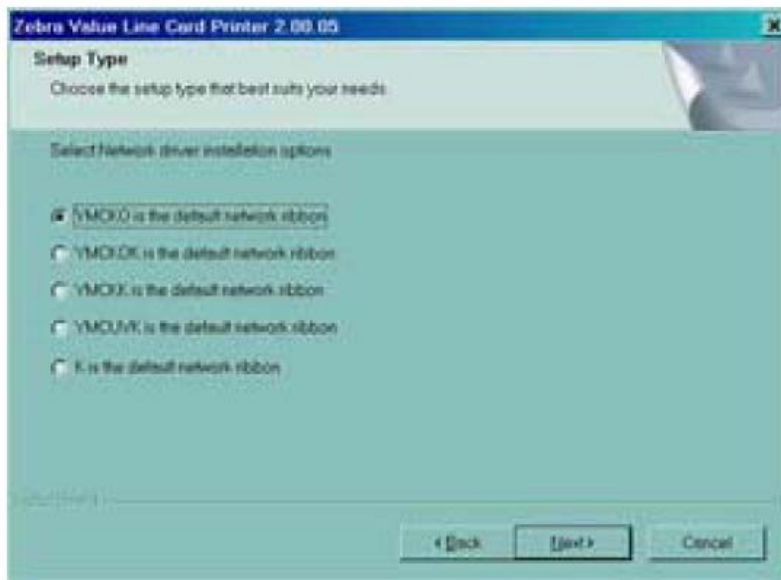 Zebra Value Line Card Printer 2.00.05
Setup Type
Choose the setup type that best suits your needs.
Select Network driver installation options
YMCKO is the default network ribbon
YMCKOK is the default network ribbon
YMCKK is the default network ribbon
YMCUVK is the default network ribbon
K is the default network ribbon
< Back
Next >
Cancel